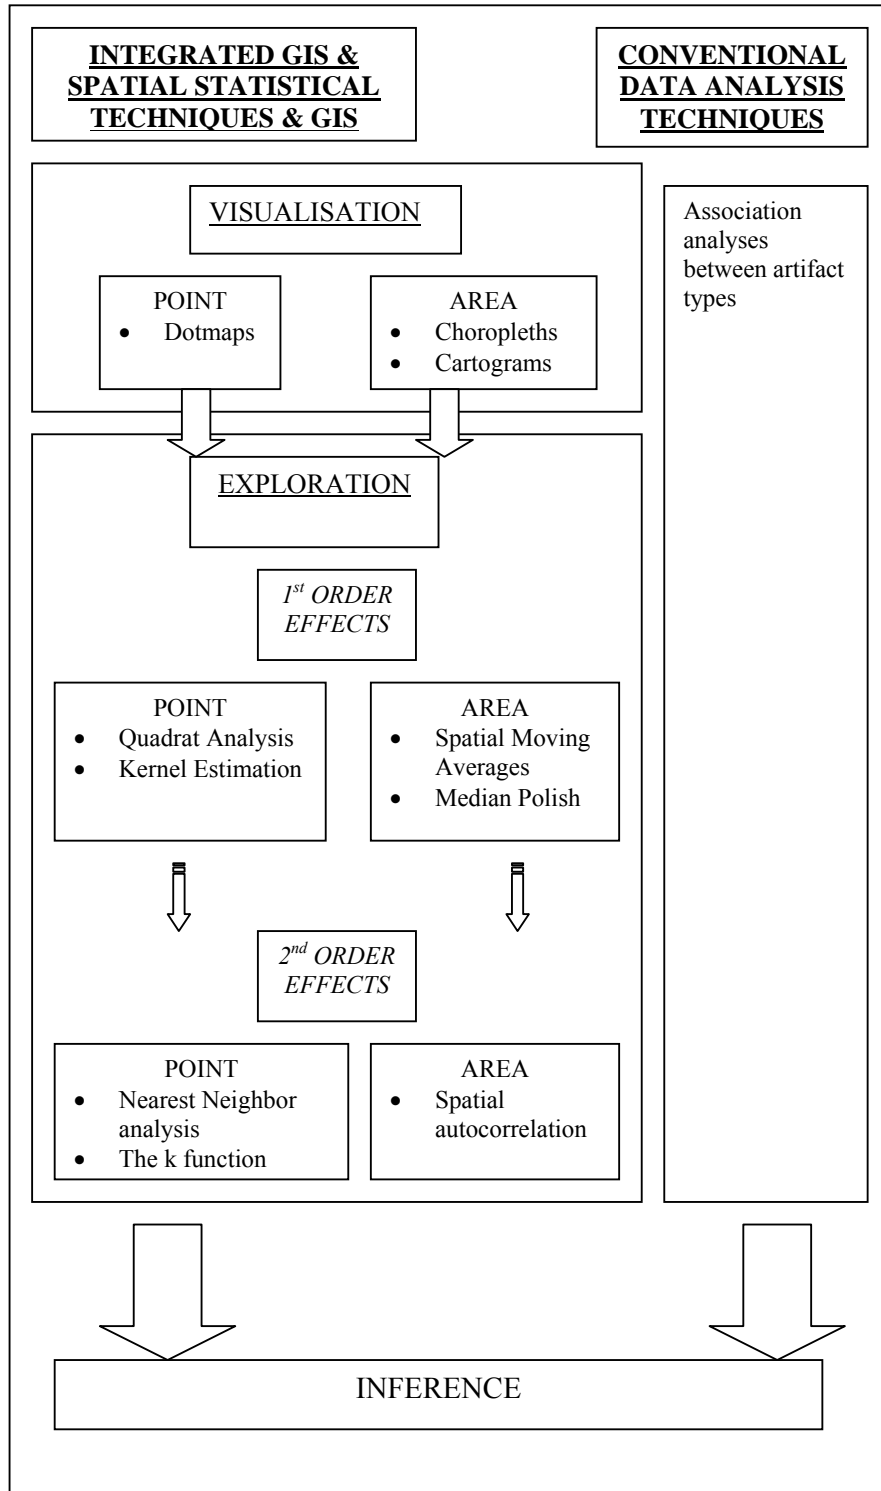 INTEGRATED GIS &
SPATIAL STATISTICAL
TECHNIQUES & GIS
CONVENTIONAL
DATA ANALYSIS
TECHNIQUES
VISUALISATION
POINT
• Dotmaps
AREA
• Choropleths
• Cartograms
Association
analyses
between artifact
types
EXPLORATION
1st ORDER
EFFECTS
POINT
• Quadrat Analysis
• Kernel Estimation
AREA
• Spatial Moving
Averages
• Median Polish
2nd ORDER
EFFECTS
POINT
• Nearest Neighbor
analysis
• The k function
AREA
• Spatial
autocorrelation
INFERENCE